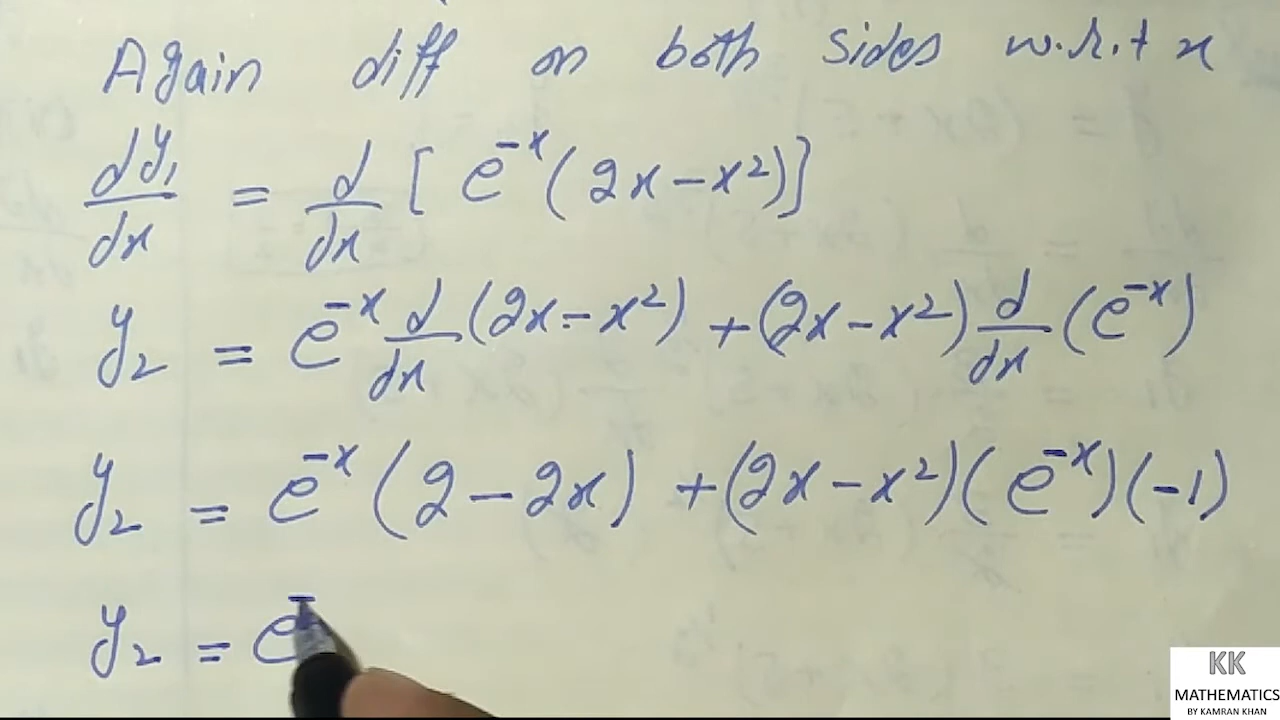 Again diff on both sides w.r.t x
dy₁/dx = d/dx [e⁻ˣ(2x-x²)]
y₂ = e⁻ˣ d/dx (2x-x²) + (2x-x²) d/dx (e⁻ˣ)
y₂ = e⁻ˣ (2-2x) + (2x-x²)(e⁻ˣ)(-1)
y₂ = e⁻
KK
MATHEMATICS
BY KAMRAN KHAN